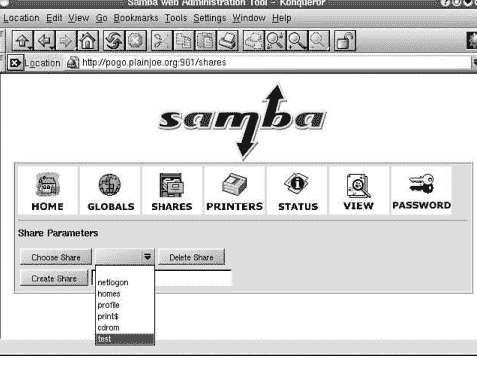 Samba Web Administration Tool - Konqueror
Location Edit View Go Bookmarks Tools Settings Window Help
Location http://pogo.plainjoe.org:901/shares
samba
HOME GLOBALS SHARES PRINTERS STATUS VIEW PASSWORD
Share Parameters
Choose Share Delete Share
Create Share
netlogon
homes
profile
print$
cdrom
test